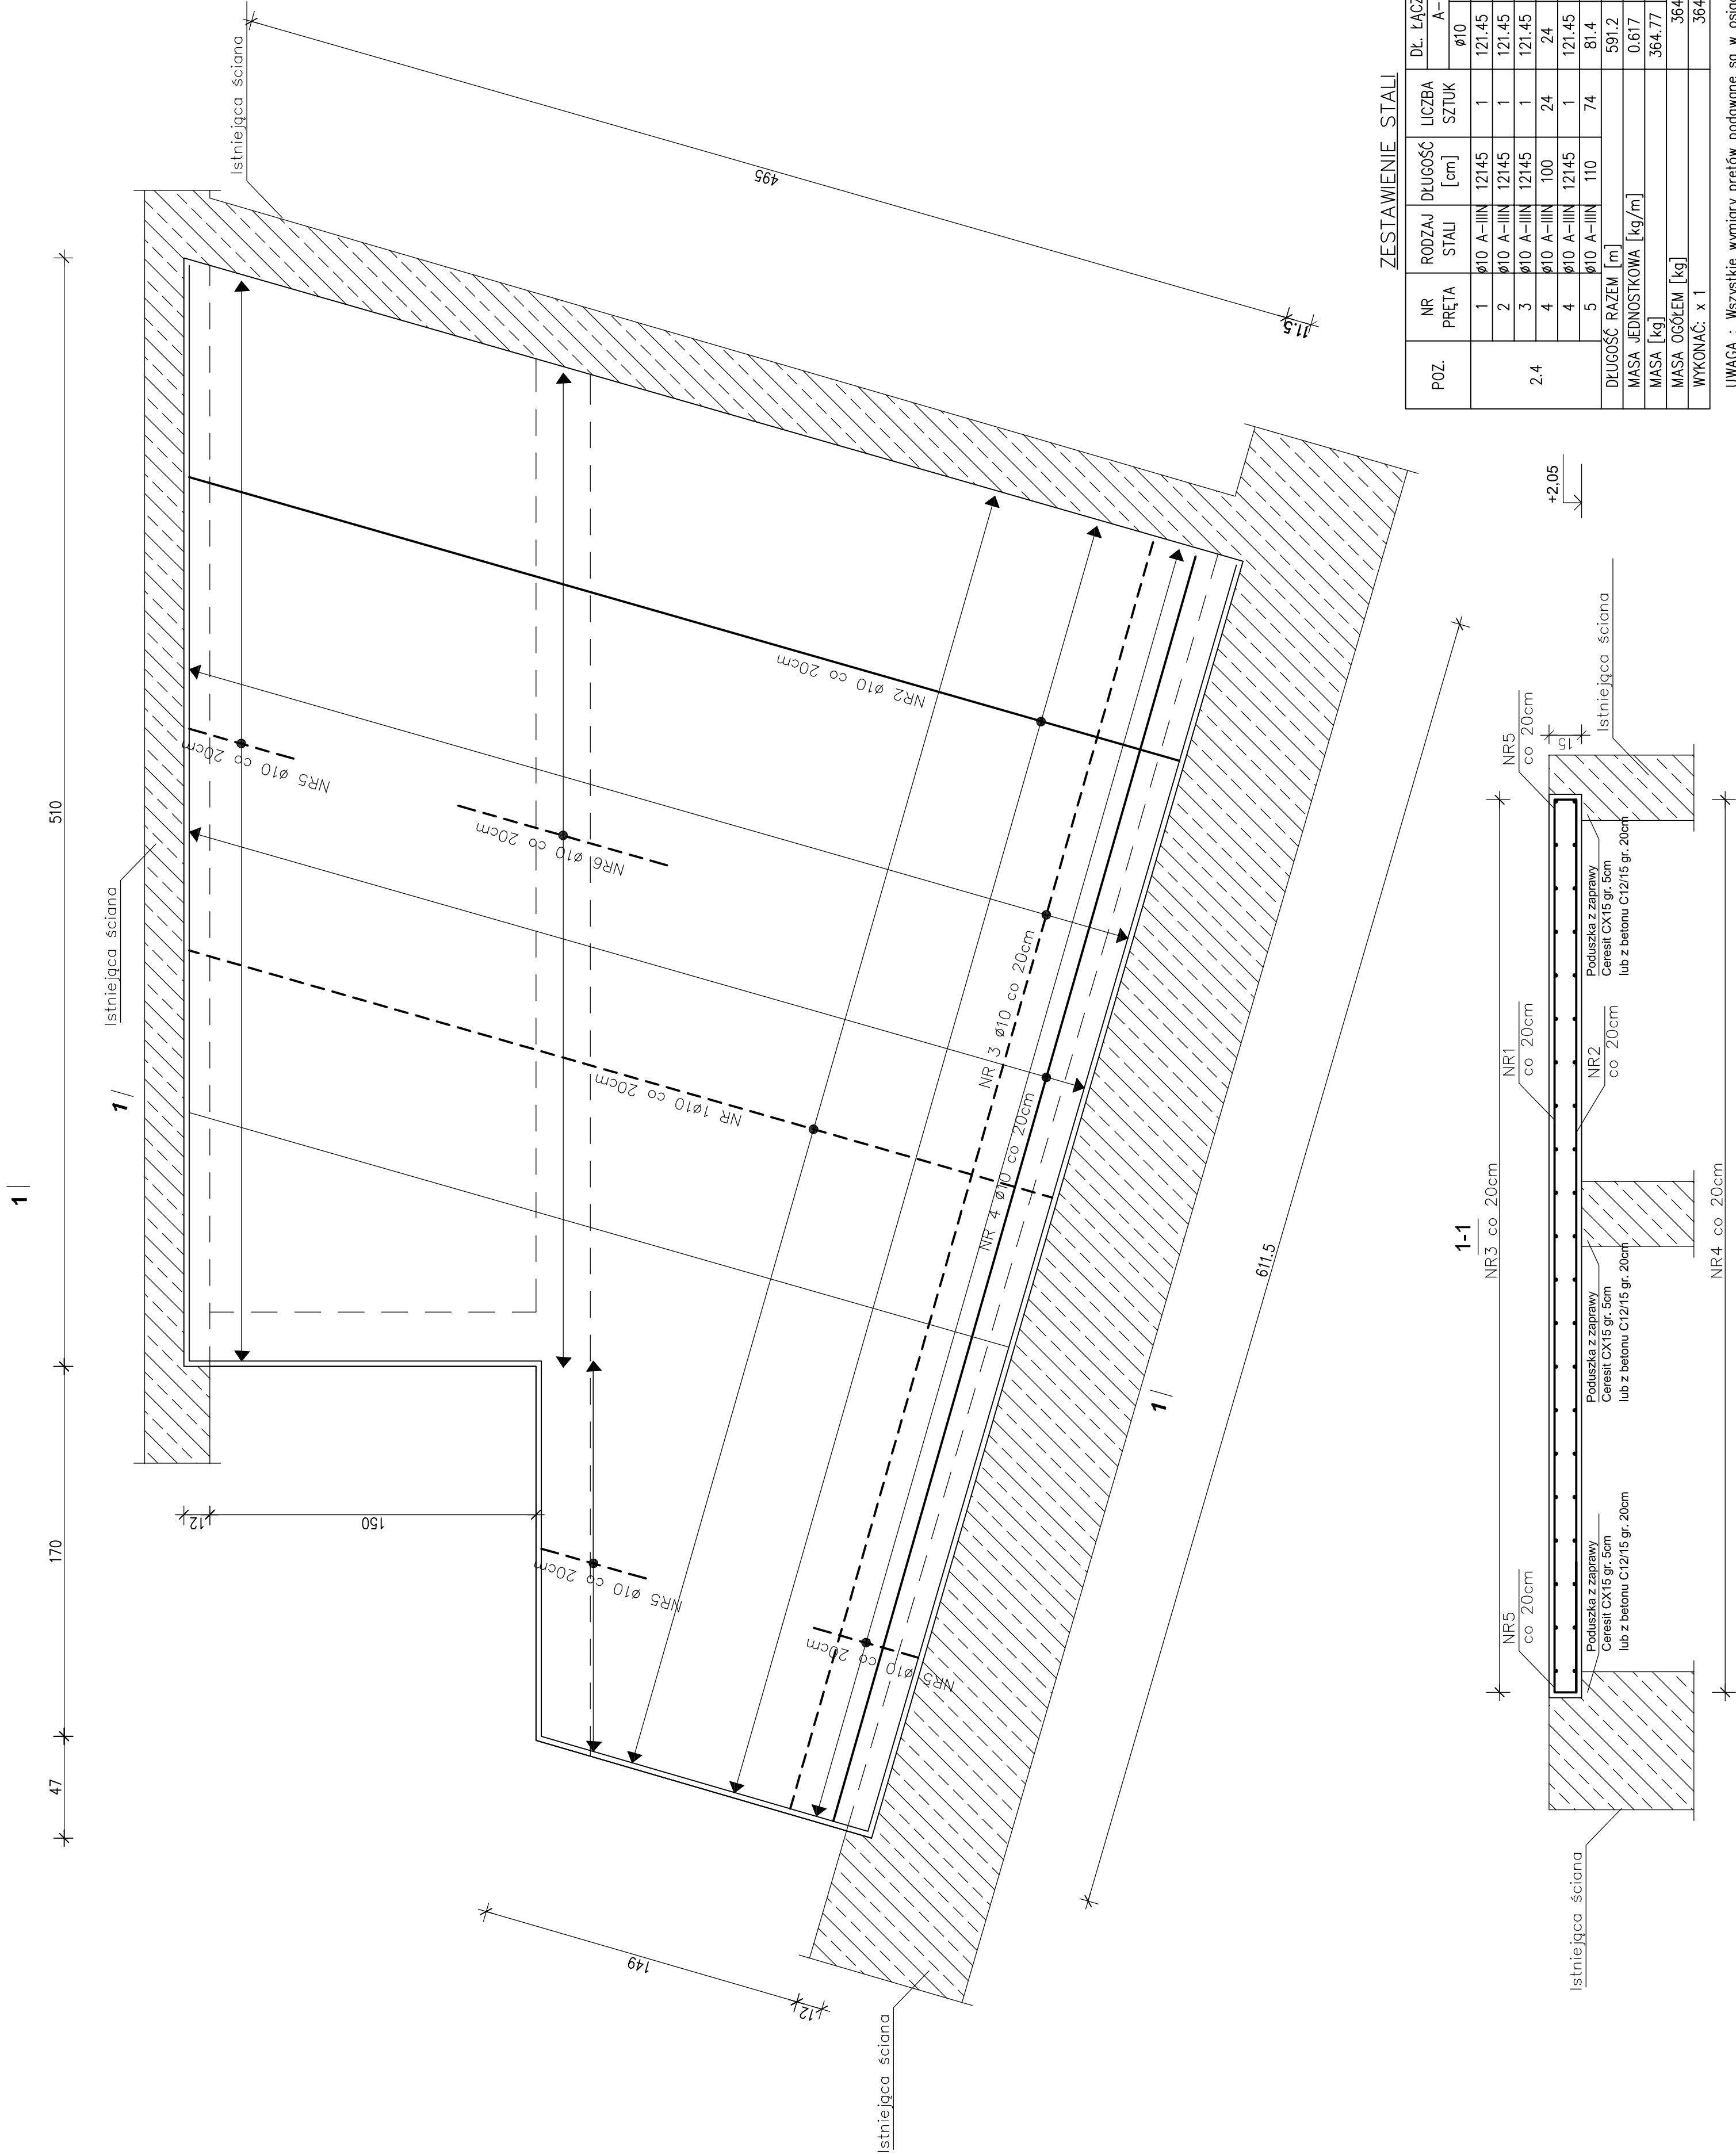 Istniejąca ściana
Istniejąca ściana
510
170
47
1
1
12
150
495
11.5
149
12
611.5
NR5 ø10 co 20cm
NR6 ø10 co 20cm
NR2 ø10 co 20cm
NR 1ø10 co 20cm
NR 3 ø10 co 20cm
NR 4 ø10 co 20cm
NR5 ø10 co 20cm
NR5 ø10 co 20cm
1
Istniejąca ściana
1-1
NR3 co 20cm
NR5
co 20cm
NR1
co 20cm
NR5
co 20cm
15
+2,05
Istniejąca ściana
Istniejąca ściana
Poduszka z zaprawy
Ceresit CX15 gr. 5cm
lub z betonu C12/15 gr. 20cm
Poduszka z zaprawy
Ceresit CX15 gr. 5cm
lub z betonu C12/15 gr. 20cm
NR2
co 20cm
Poduszka z zaprawy
Ceresit CX15 gr. 5cm
lub z betonu C12/15 gr. 20cm
NR4 co 20cm
ZESTAWIENIE STALI
POZ. NR PRĘTA RODZAJ STALI DŁUGOŚĆ [cm] LICZBA SZTUK DŁ. ŁĄCZ
A-
ø10
2.4
1 ø10 A-IIIN 12145 1 121.45
2 ø10 A-IIIN 12145 1 121.45
3 ø10 A-IIIN 12145 1 121.45
4 ø10 A-IIIN 100 24 24
4 ø10 A-IIIN 12145 1 121.45
5 ø10 A-IIIN 110 74 81.4
DŁUGOŚĆ RAZEM [m] 591.2
MASA JEDNOSTKOWA [kg/m] 0.617
MASA [kg] 364.77
MASA OGÓŁEM [kg] 364
WYKONAĆ: x 1 364
UWAGA : Wszystkie wymiary prętów podawane są w osiac